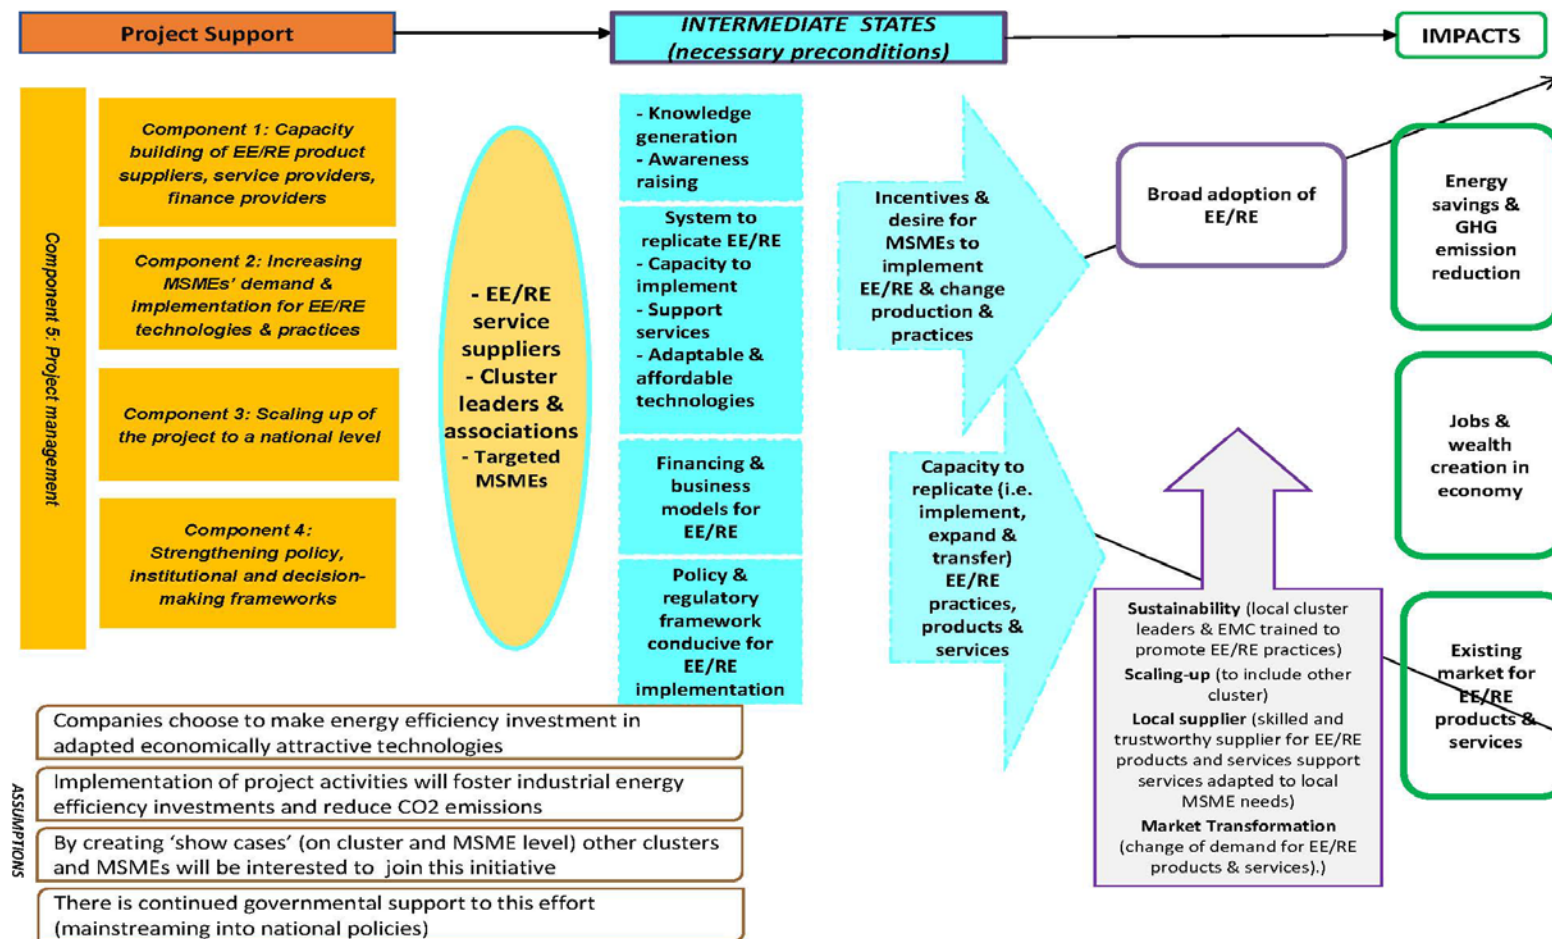 Project Support
INTERMEDIATE STATES
(necessary preconditions)
IMPACTS
Component 5: Project management
Component 1: Capacity
building of EE/RE product
suppliers, service providers,
finance providers
Component 2: Increasing
MSMEs' demand &
implementation for EE/RE
technologies & practices
Component 3: Scaling up of
the project to a national level
Component 4:
Strengthening policy,
institutional and decision-
making frameworks
- EE/RE
service
suppliers
- Cluster
leaders &
associations
- Targeted
MSMEs
- Knowledge
generation
- Awareness
raising
System to
replicate EE/RE
- Capacity to
implement
- Support
services
- Adaptable &
affordable
technologies
Financing &
business
models for
EE/RE
Policy &
regulatory
framework
conducive for
EE/RE
implementation
Incentives &
desire for
MSMEs to
implement
EE/RE & change
production &
practices
Capacity to
replicate (i.e.
implement,
expand &
transfer)
EE/RE
practices,
products &
services
Broad adoption of
EE/RE
Sustainability (local cluster
leaders & EMC trained to
promote EE/RE practices)
Scaling-up (to include other
cluster)
Local supplier (skilled and
trustworthy supplier for EE/RE
products and services support
services adapted to local
MSME needs)
Market Transformation
(change of demand for EE/RE
products & services).)
Energy
savings &
GHG
emission
reduction
Jobs &
wealth
creation in
economy
Existing
market for
EE/RE
products &
services
ASSUMPTIONS
Companies choose to make energy efficiency investment in
adapted economically attractive technologies
Implementation of project activities will foster industrial energy
efficiency investments and reduce CO2 emissions
By creating 'show cases' (on cluster and MSME level) other clusters
and MSMEs will be interested to join this initiative
There is continued governmental support to this effort
(mainstreaming into national policies)